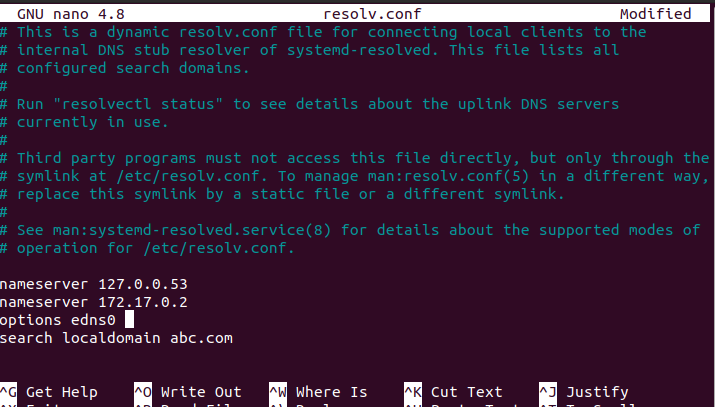 GNU nano 4.8 resolv.conf Modified
# This is a dynamic resolv.conf file for connecting local clients to the
# internal DNS stub resolver of systemd-resolved. This file lists all
# configured search domains.
#
# Run "resolvectl status" to see details about the uplink DNS servers
# currently in use.
#
# Third party programs must not access this file directly, but only through the
# symlink at /etc/resolv.conf. To manage man:resolv.conf(5) in a different way,
# replace this symlink by a static file or a different symlink.
#
# See man:systemd-resolved.service(8) for details about the supported modes of
# operation for /etc/resolv.conf.
nameserver 127.0.0.53
nameserver 172.17.0.2
options edns0
search localdomain abc.com
^G Get Help ^O Write Out ^W Where Is ^K Cut Text ^J Justify